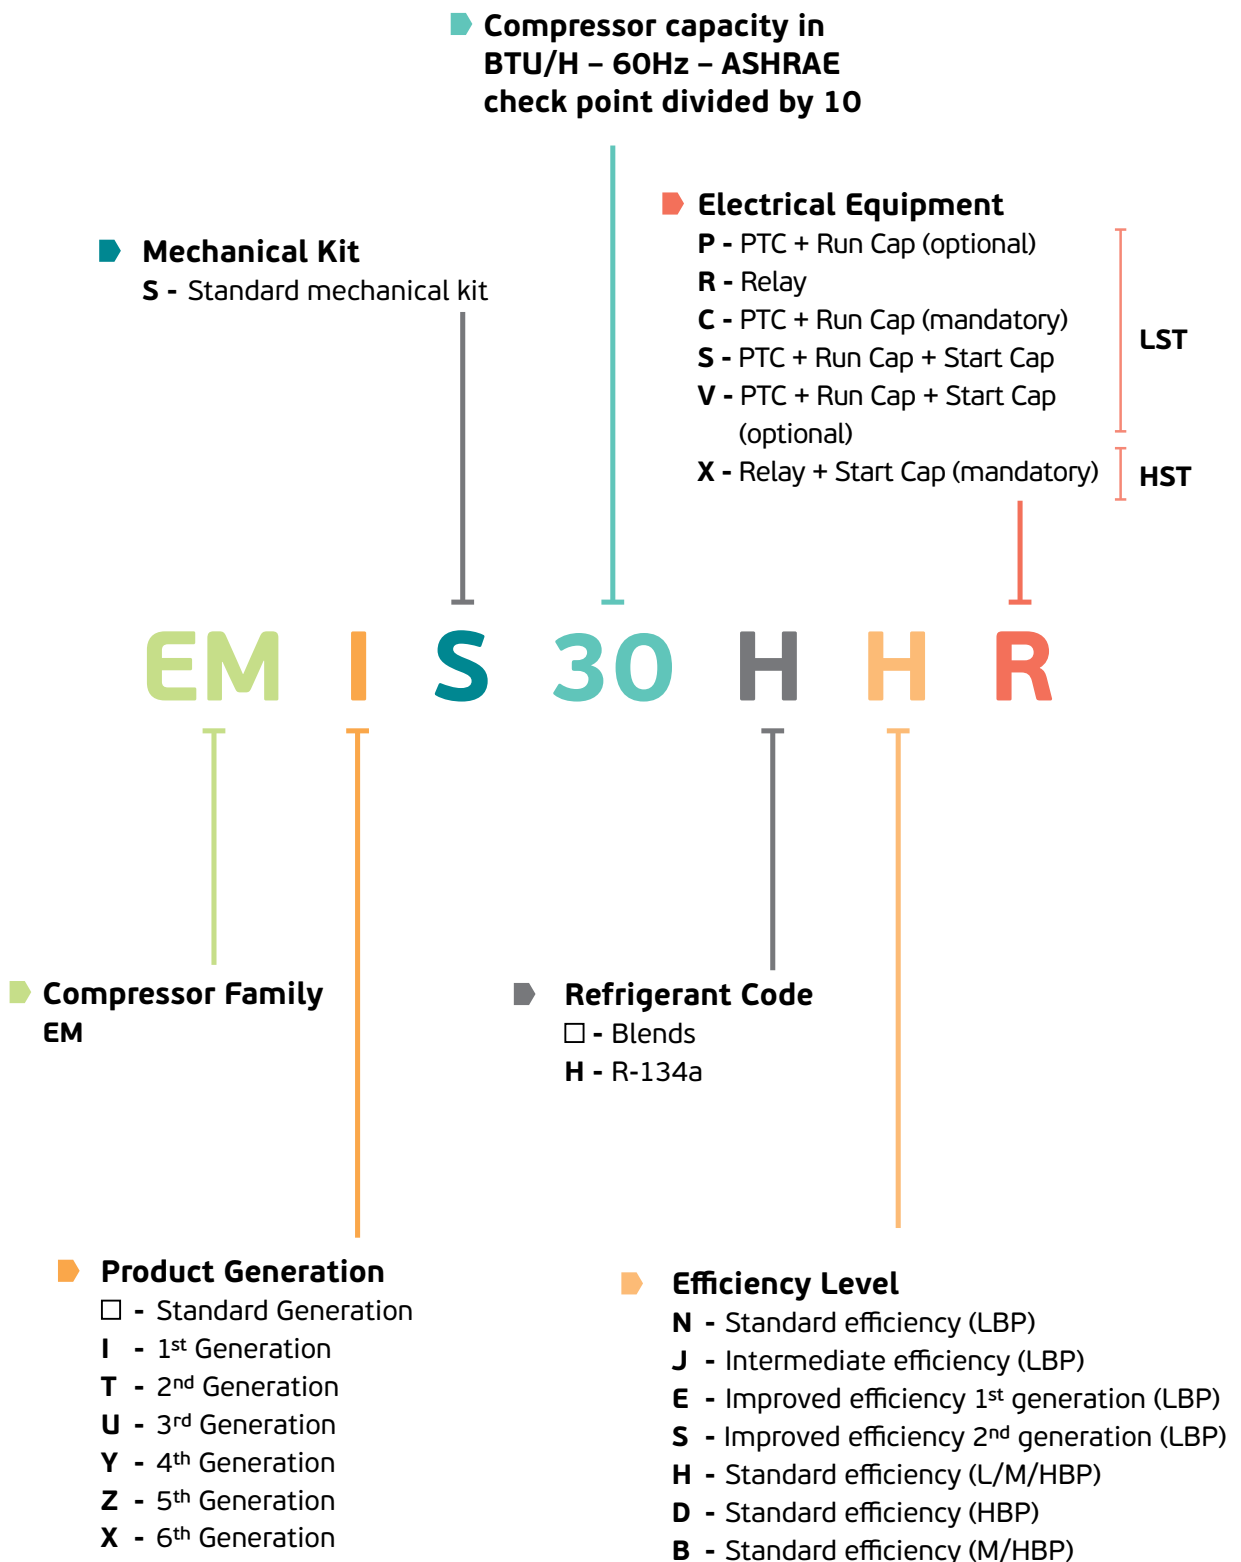 Compressor capacity in
BTU/H – 60Hz – ASHRAE
check point divided by 10
Electrical Equipment
P - PTC + Run Cap (optional)
R - Relay
C - PTC + Run Cap (mandatory)
S - PTC + Run Cap + Start Cap
V - PTC + Run Cap + Start Cap
(optional)
X - Relay + Start Cap (mandatory)
LST
HST
Mechanical Kit
S - Standard mechanical kit
EM I S 30 H H R
Compressor Family
EM
Refrigerant Code
□ - Blends
H - R-134a
Product Generation
□ - Standard Generation
I - 1st Generation
T - 2nd Generation
U - 3rd Generation
Y - 4th Generation
Z - 5th Generation
X - 6th Generation
Efficiency Level
N - Standard efficiency (LBP)
J - Intermediate efficiency (LBP)
E - Improved efficiency 1st generation (LBP)
S - Improved efficiency 2nd generation (LBP)
H - Standard efficiency (L/M/HBP)
D - Standard efficiency (HBP)
B - Standard efficiency (M/HBP)